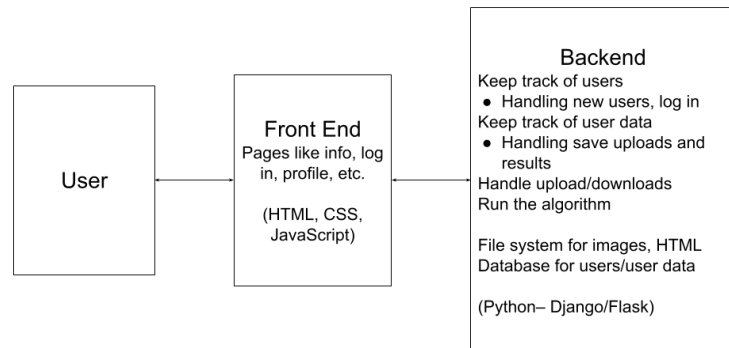 User
Front End
Pages like info, log
in, profile, etc.
(HTML, CSS,
JavaScript)
Backend
Keep track of users
● Handling new users, log in
Keep track of user data
● Handling save uploads and
results
Handle upload/downloads
Run the algorithm
File system for images, HTML
Database for users/user data
(Python– Django/Flask)